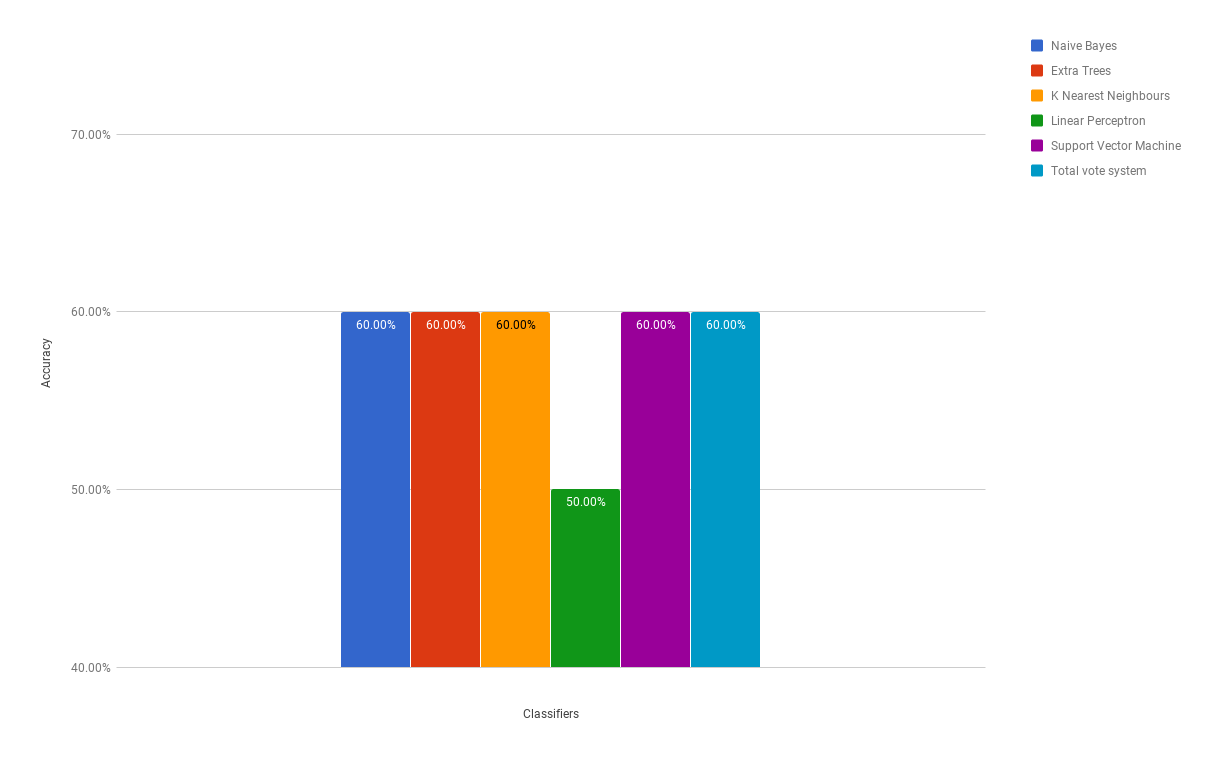 Naive Bayes
Extra Trees
K Nearest Neighbours
Linear Perceptron
Support Vector Machine
Total vote system
70.00%
60.00%
50.00%
40.00%
Accuracy
60.00%
60.00%
60.00%
50.00%
60.00%
60.00%
Classifiers